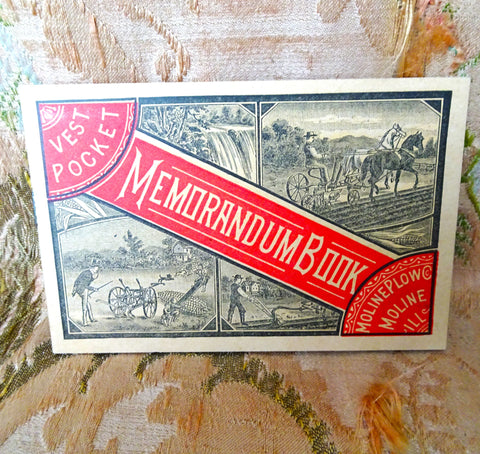 VEST
POCKET
MEMORANDUM BOOK
MOLINE PLOW CO
MOLINE
ILL